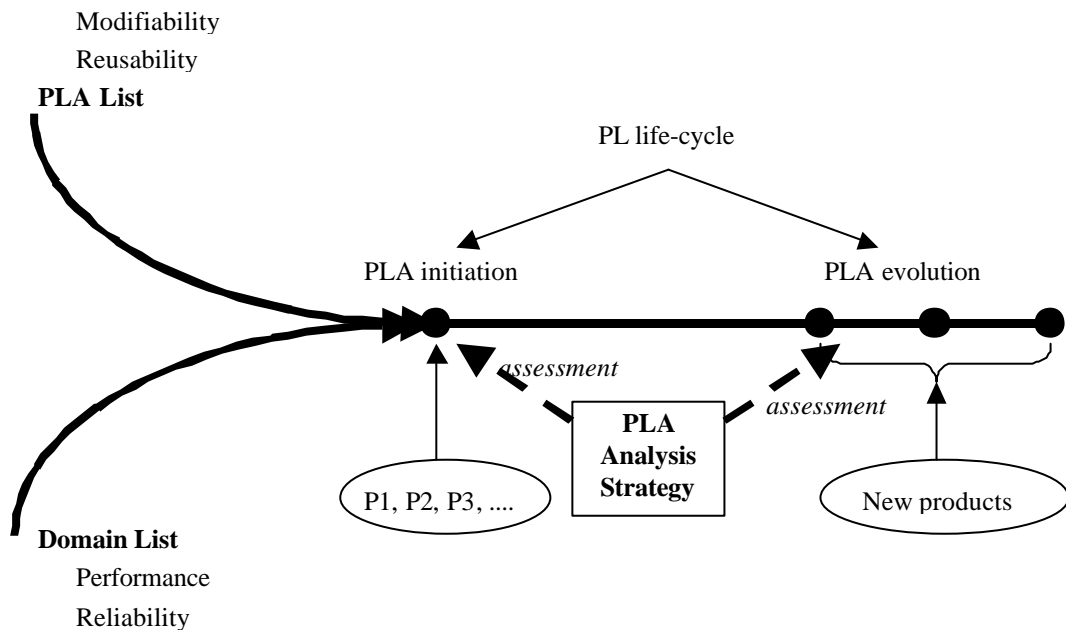 Modifiability
Reusability
PLA List
PL life-cycle
PLA initiation
PLA evolution
assessment
assessment
PLA
Analysis
Strategy
P1, P2, P3, ....
New products
Domain List
Performance
Reliability